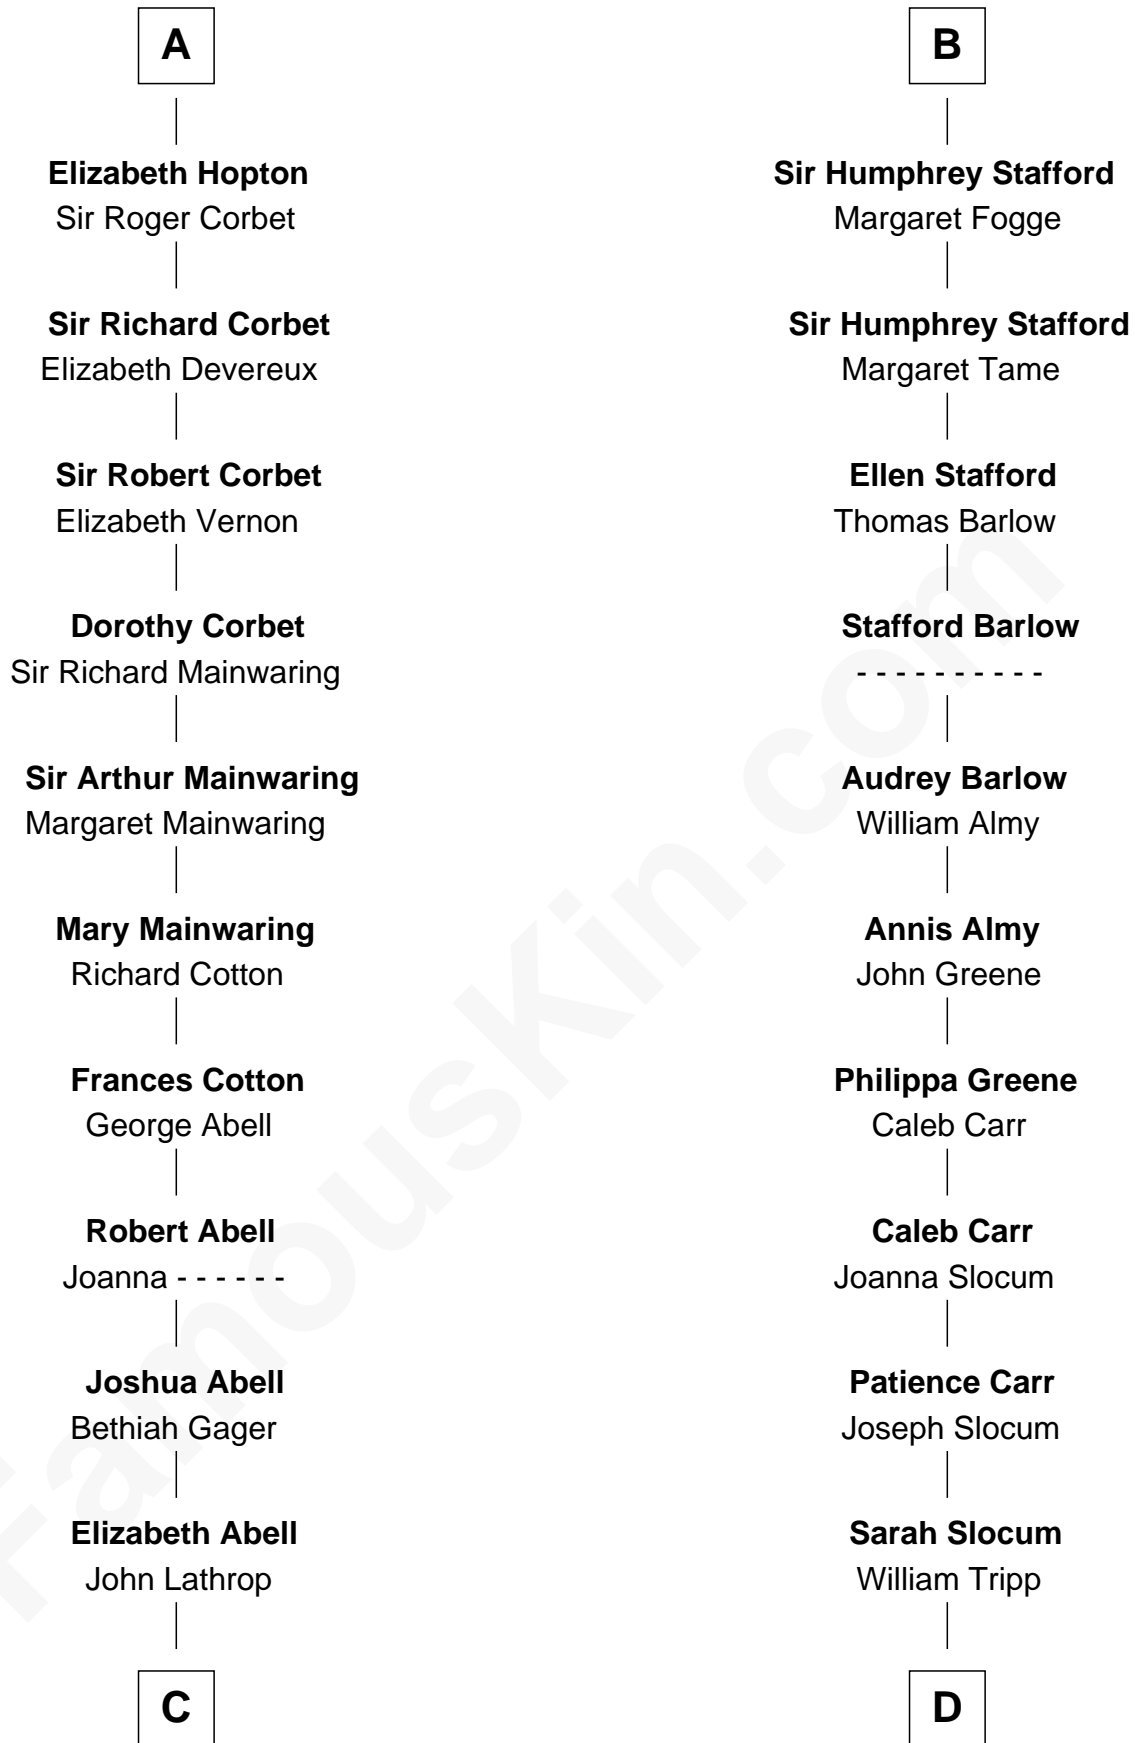 A
Elizabeth Hopton
Sir Roger Corbet
Sir Richard Corbet
Elizabeth Devereux
Sir Robert Corbet
Elizabeth Vernon
Dorothy Corbet
Sir Richard Mainwaring
Sir Arthur Mainwaring
Margaret Mainwaring
Mary Mainwaring
Richard Cotton
Frances Cotton
George Abell
Robert Abell
Joanna - - - - - -
Joshua Abell
Bethiah Gager
Elizabeth Abell
John Lathrop
C
B
Sir Humphrey Stafford
Margaret Fogge
Sir Humphrey Stafford
Margaret Tame
Ellen Stafford
Thomas Barlow
Stafford Barlow
- - - - - - - - - -
Audrey Barlow
William Almy
Annis Almy
John Greene
Philippa Greene
Caleb Carr
Caleb Carr
Joanna Slocum
Patience Carr
Joseph Slocum
Sarah Slocum
William Tripp
D
FamousKin.com